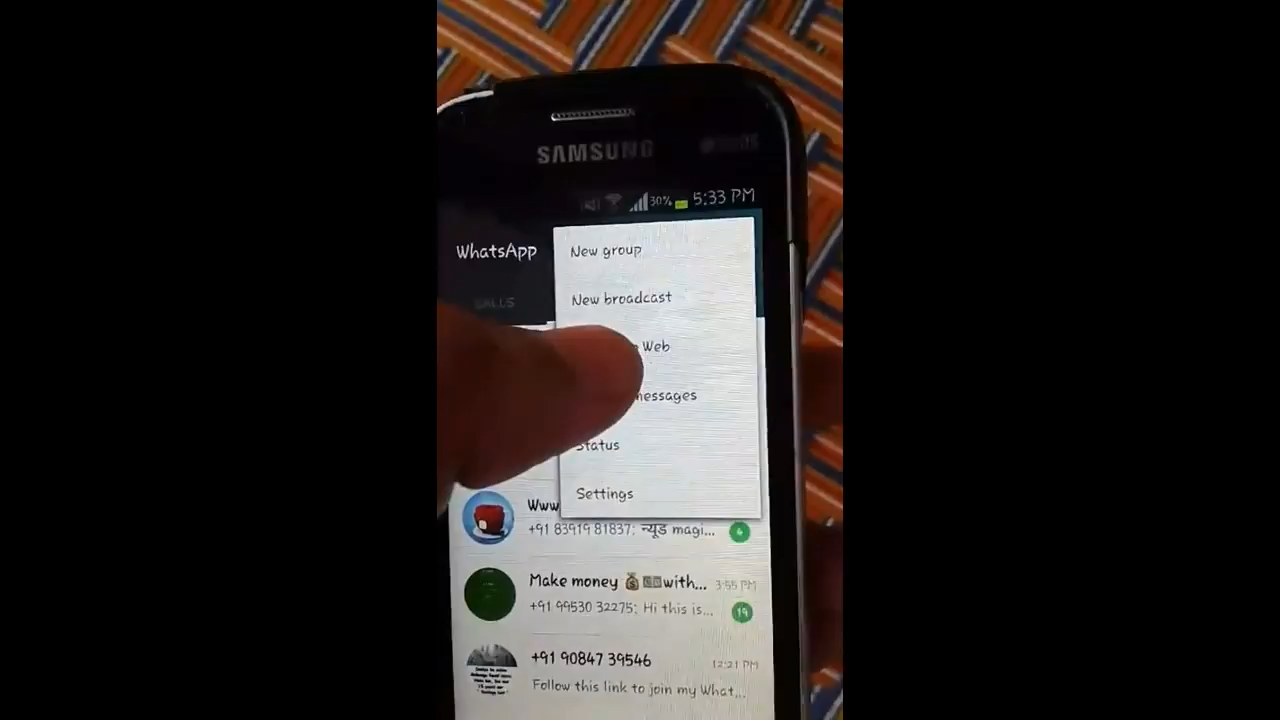 SAMSUNG
30% 5:33 PM
WhatsApp
CALLS
New group
New broadcast
Web
Status
Settings
Www
+91 83919 81837: न्यूड magi...
Make money with... 3:55 PM
+91 99530 32275: Hi this is... 19
+91 90847 39546 12:21 PM
Follow this link to join my What...